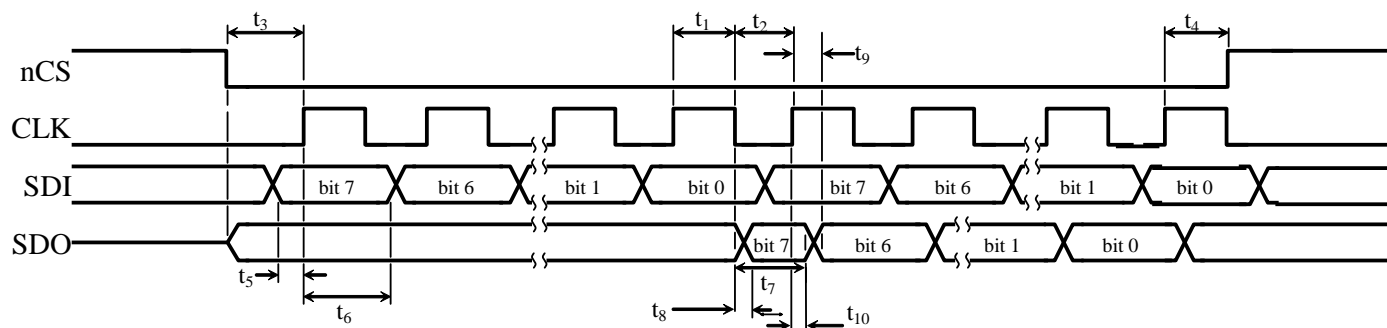 t₃ t₁ t₂ t₄
t₉
nCS
CLK
SDI bit 7 bit 6 bit 1 bit 0 bit 7 bit 6 bit 1 bit 0
SDO bit 7 bit 6 bit 1 bit 0
t₅ t₇
t₆ t₈ t₁₀